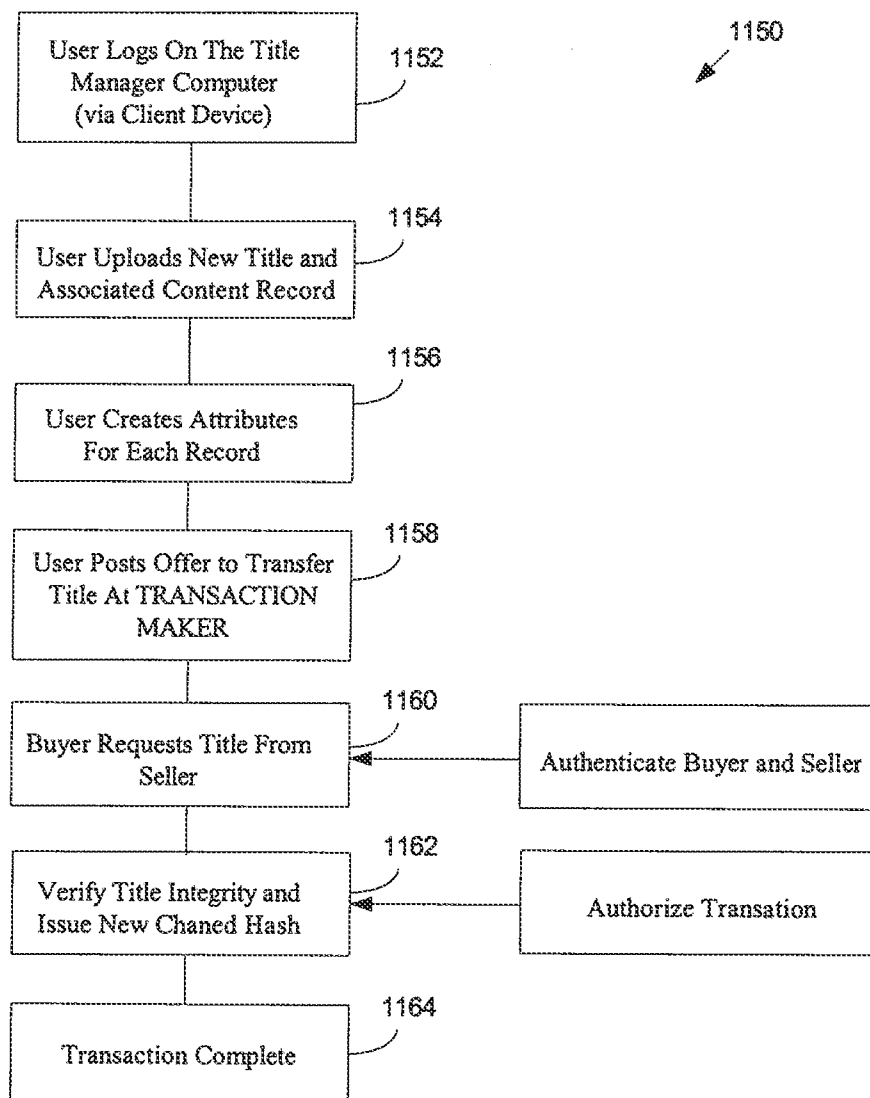 1150
User Logs On The Title
Manager Computer
(via Client Device)
1152
1154
User Uploads New Title and
Associated Content Record
1156
User Creates Attributes
For Each Record
1158
User Posts Offer to Transfer
Title At TRANSACTION
MAKER
1160
Buyer Requests Title From
Seller
Authenticate Buyer and Seller
1162
Verify Title Integrity and
Issue New Chaned Hash
Authorize Transation
1164
Transaction Complete